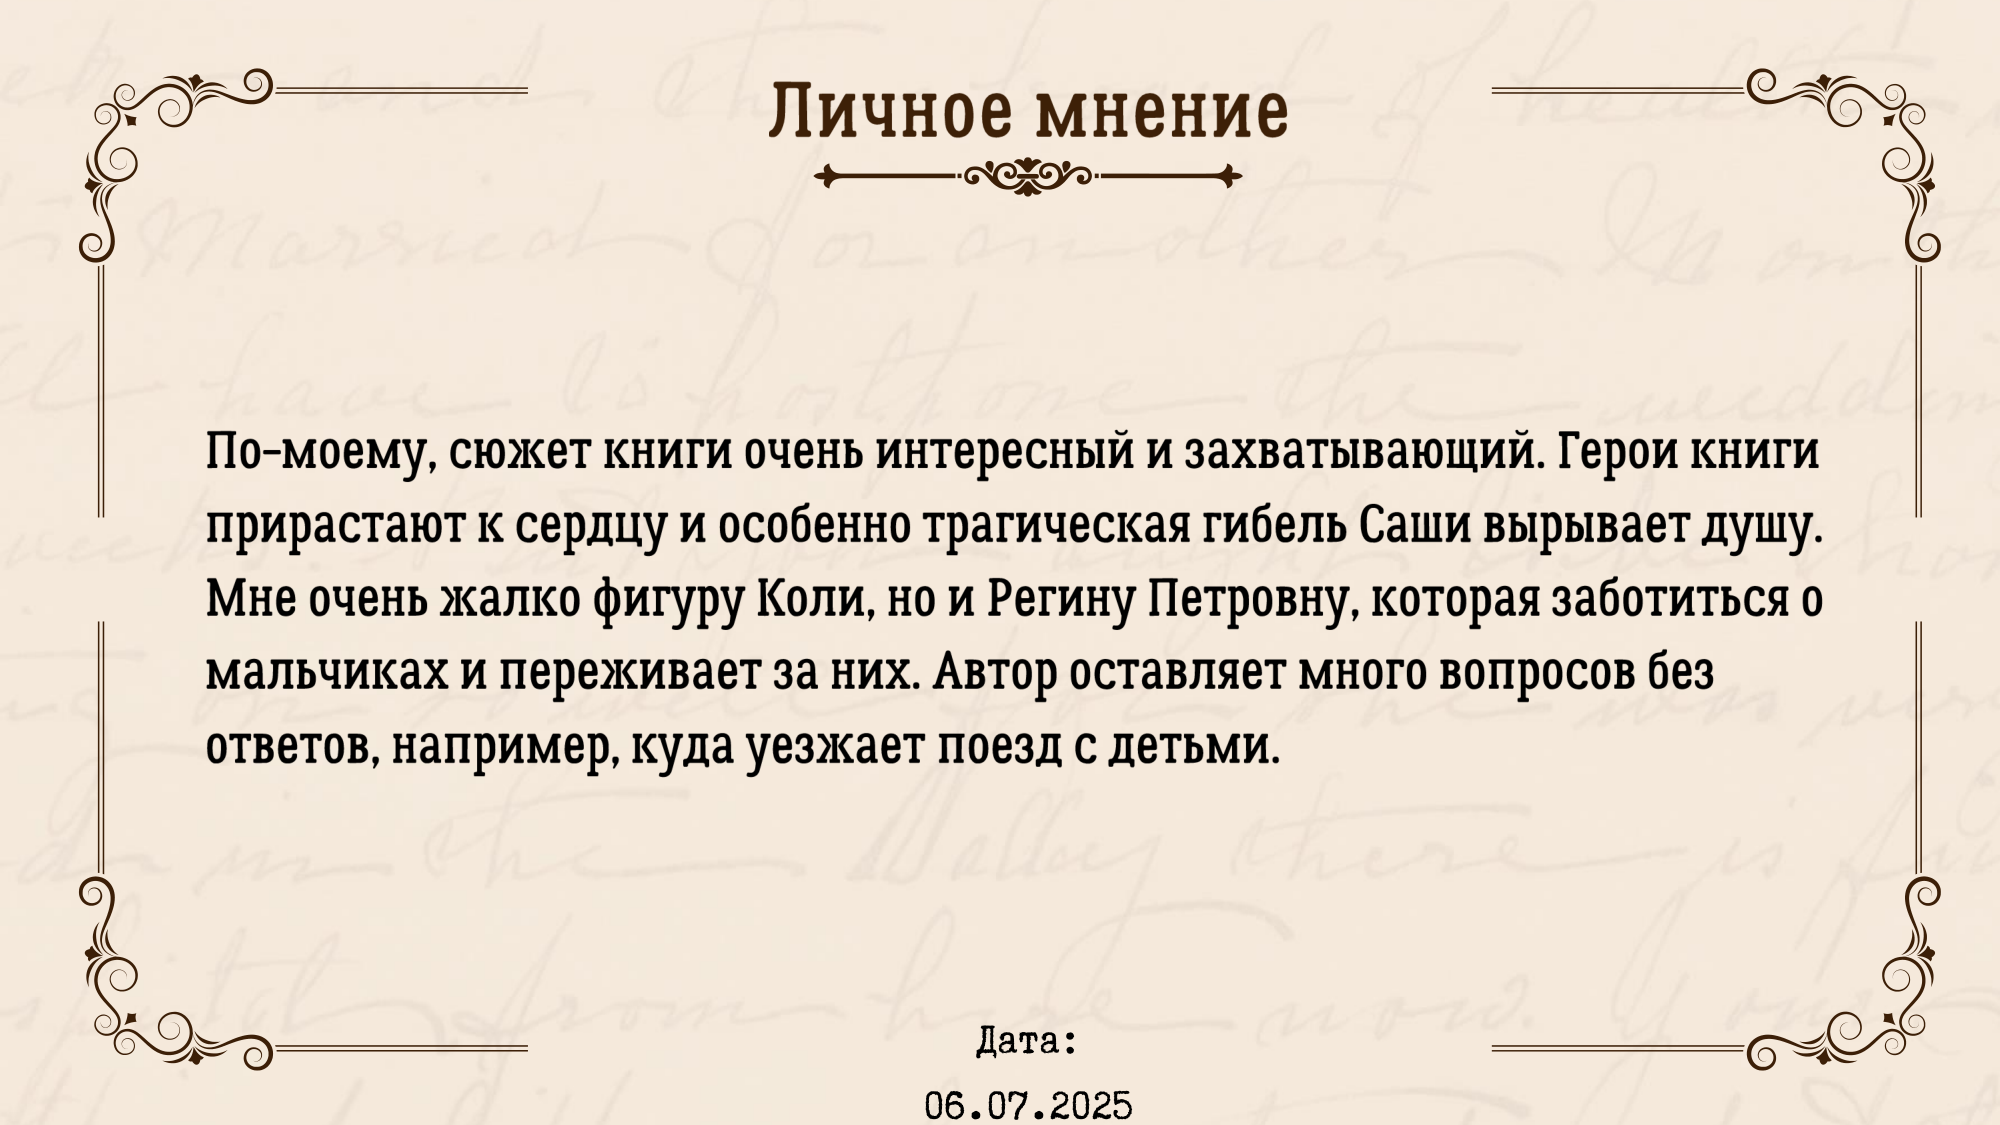 Личное мнение
По-моему, сюжет книги очень интересный и захватывающий. Герои книги
прирастают к сердцу и особенно трагическая гибель Саши вырывает душу.
Мне очень жалко фигуру Коли, но и Регину Петровну, которая заботиться о
мальчиках и переживает за них. Автор оставляет много вопросов без
ответов, например, куда уезжает поезд с детьми.
Дата:
06.07.2025